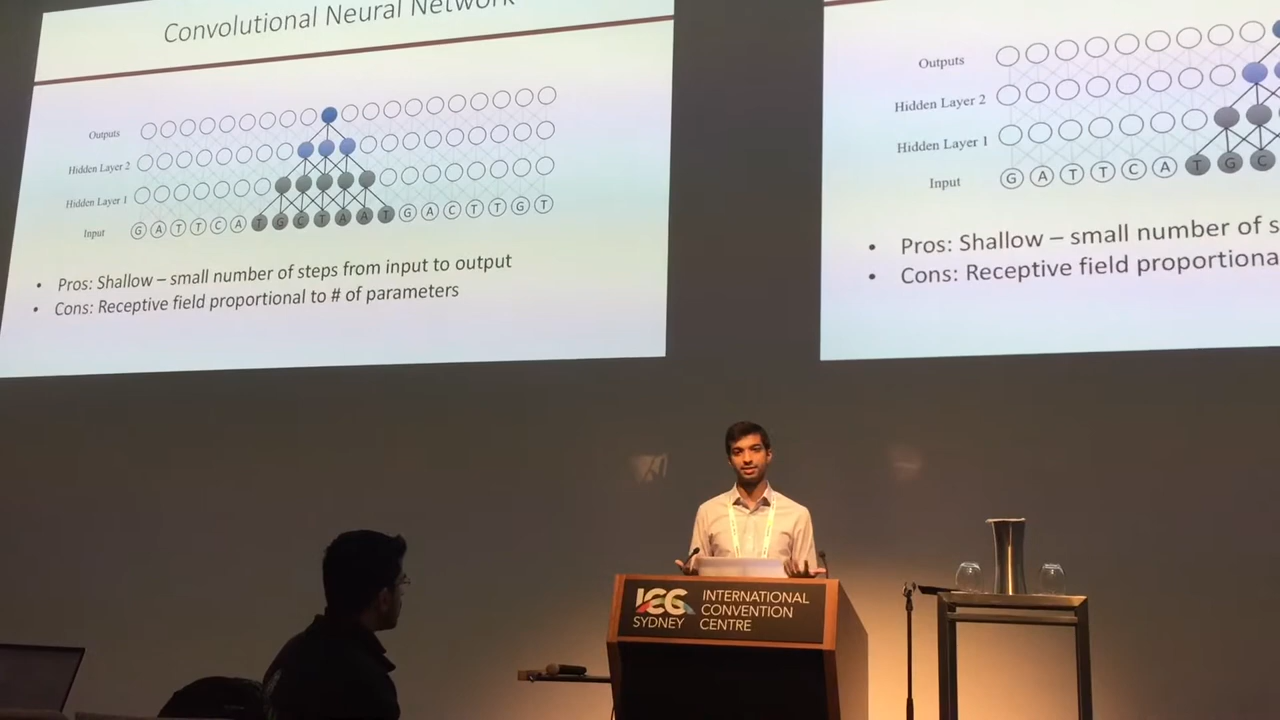 Convolutional Neural Network
Outputs
Hidden Layer 2
Hidden Layer 1
Input
G A T T C A T G C T A A T G A C T T G T
• Pros: Shallow – small number of steps from input to output
• Cons: Receptive field proportional to # of parameters
Outputs
Hidden Layer 2
Hidden Layer 1
Input
G A T T C A T G C
• Pros: Shallow – small number of s
• Cons: Receptive field proportiona
ICC
SYDNEY
INTERNATIONAL
CONVENTION
CENTRE